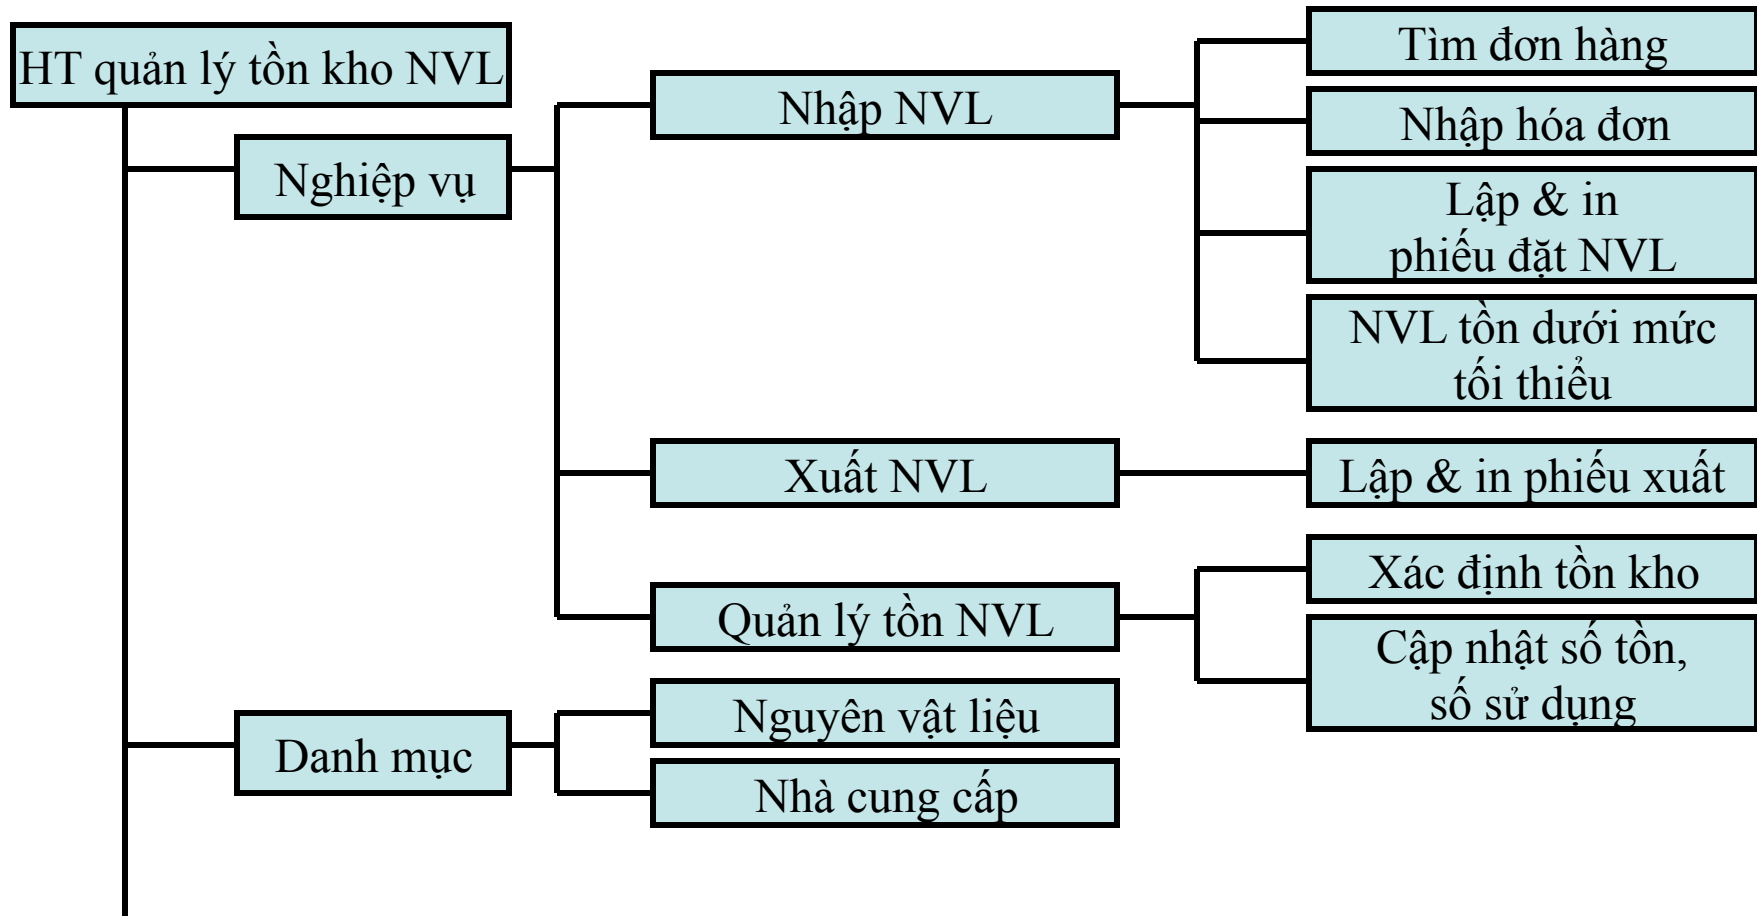 HT quản lý tồn kho NVL
Nghiệp vụ
Nhập NVL
Tìm đơn hàng
Nhập hóa đơn
Lập & in
phiếu đặt NVL
NVL tồn dưới mức
tối thiểu
Xuất NVL
Lập & in phiếu xuất
Quản lý tồn NVL
Xác định tồn kho
Cập nhật số tồn,
số sử dụng
Danh mục
Nguyên vật liệu
Nhà cung cấp